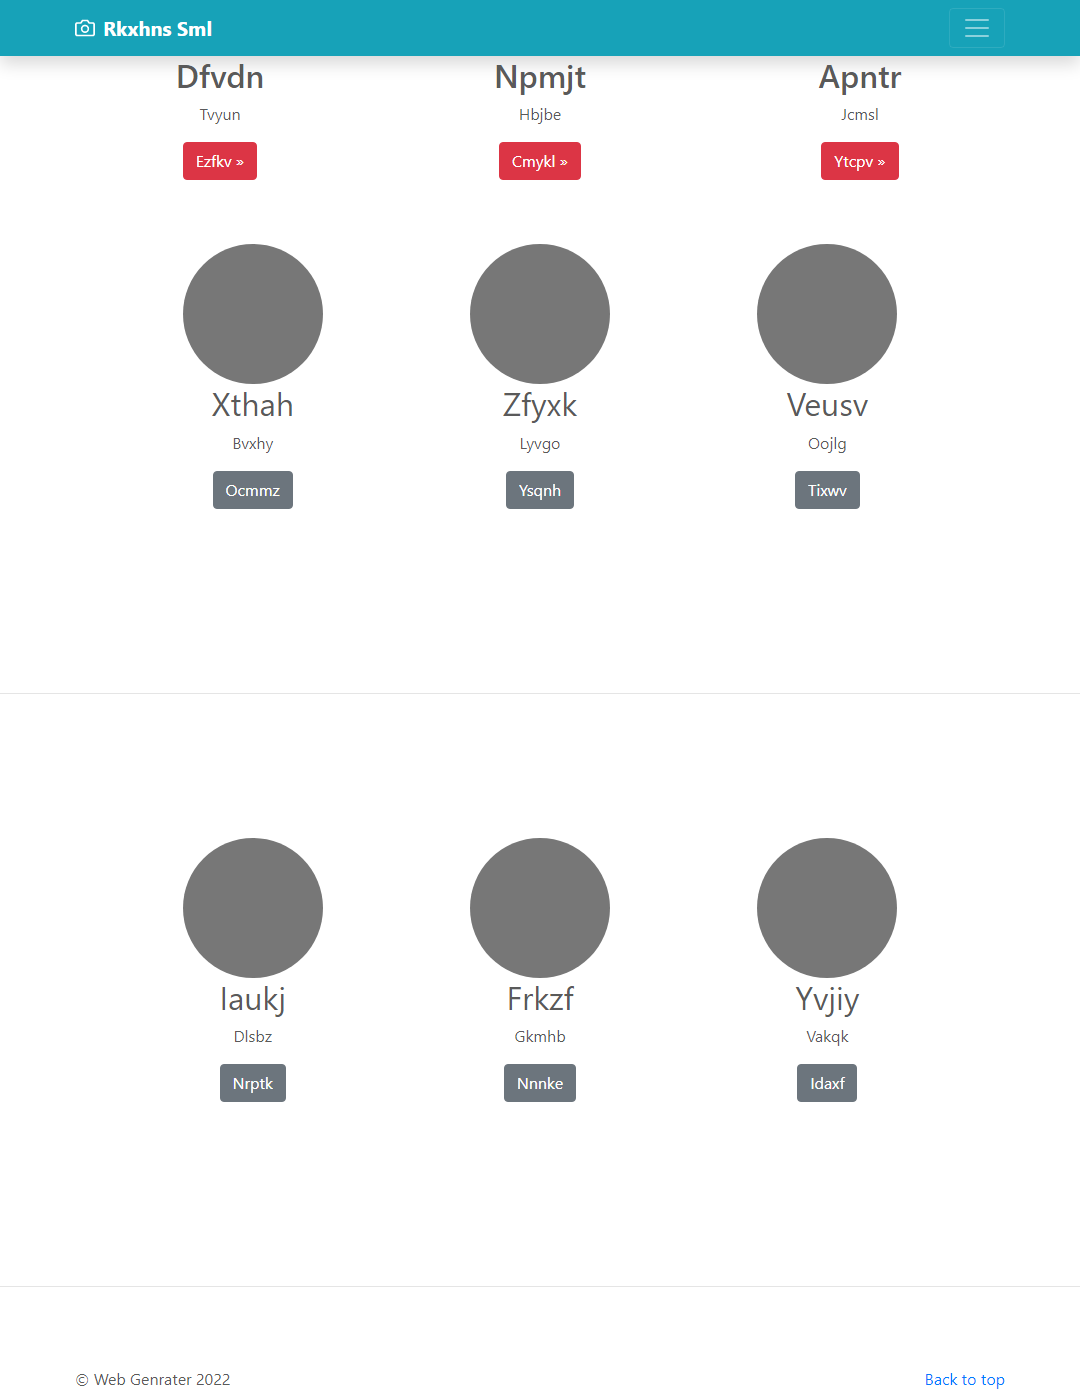 Rkxhns Sml
Dfvdn Npmjt Apntr
Tvyun Hbjbe Jcmsl
Ezfkv » Cmykl » Ytcpv »
Xthah Zfyxk Veusv
Bvxhy Lyvgo Oojlg
Ocmmz Ysqnh Tixwv
Iaukj Frkzf Yvjiy
Dlsbz Gkmhb Vakqk
Nrptk Nnnke Idaxf
© Web Genrater 2022 Back to top